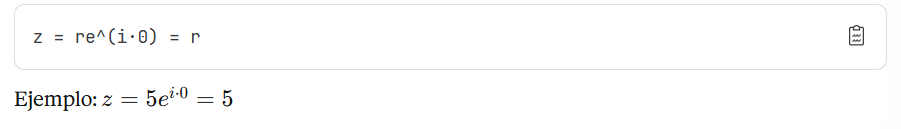 z = re^(i·0) = r
Ejemplo: z = 5e^{i·0} = 5